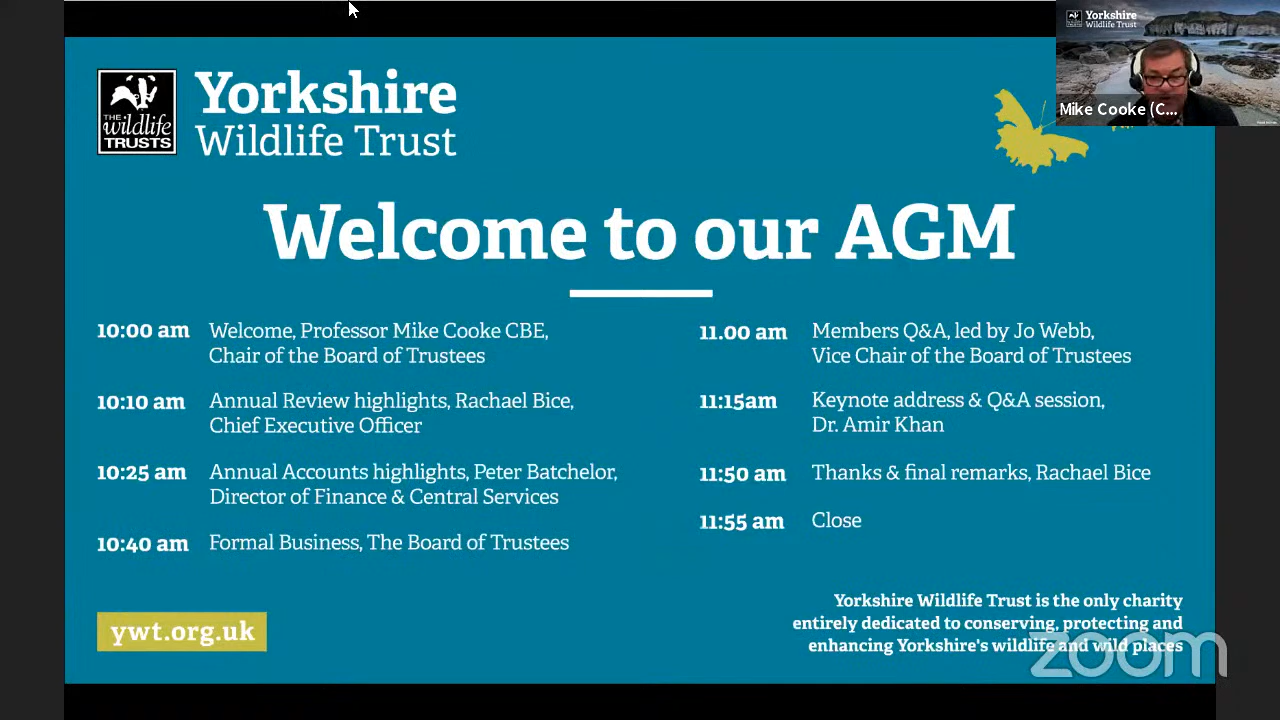 THE
wildlife
TRUSTS
Yorkshire
Wildlife Trust
Yorkshire
Wildlife Trust
Mike Cooke (C...
Welcome to our AGM
10:00 am Welcome, Professor Mike Cooke CBE,
Chair of the Board of Trustees
10:10 am Annual Review highlights, Rachael Bice,
Chief Executive Officer
10:25 am Annual Accounts highlights, Peter Batchelor,
Director of Finance & Central Services
10:40 am Formal Business, The Board of Trustees
11.00 am Members Q&A, led by Jo Webb,
Vice Chair of the Board of Trustees
11:15am Keynote address & Q&A session,
Dr. Amir Khan
11:50 am Thanks & final remarks, Rachael Bice
11:55 am Close
ywt.org.uk
Yorkshire Wildlife Trust is the only charity
entirely dedicated to conserving, protecting and
enhancing Yorkshire's wildlife and wild places
zoom